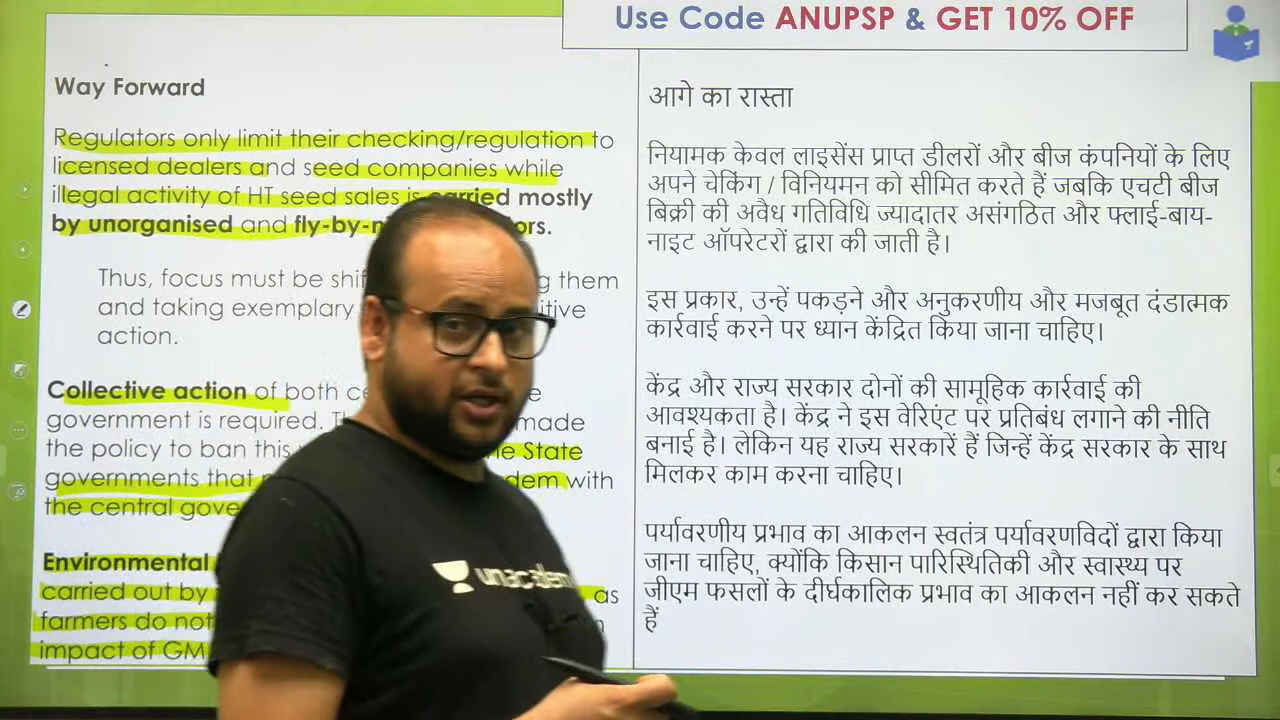 Use Code ANUPSP & GET 10% OFF
Way Forward
Regulators only limit their checking/regulation to
licensed dealers and seed companies while
illegal activity of HT seed sales is carried mostly
by unorganised and fly-by-
Thus, focus must be them
and taking exemplary
action.
Collective action of both
government is required. made
the policy to ban this State
governments that with
the central
Environmental
carried out by as
farmers do not
impact of GM
आगे का रास्ता
नियामक केवल लाइसेंस प्राप्त डीलरों और बीज कंपनियों के लिए
अपने चेकिंग / विनियमन को सीमित करते हैं जबकि एचटी बीज
बिक्री की अवैध गतिविधि ज्यादातर असंगठित और फ्लाई-बाय-
नाइट ऑपरेटरों द्वारा की जाती है।
इस प्रकार, उन्हें पकड़ने और अनुकरणीय और मजबूत दंडात्मक
कार्रवाई करने पर ध्यान केंद्रित किया जाना चाहिए।
केंद्र और राज्य सरकार दोनों की सामूहिक कार्रवाई की
आवश्यकता है। केंद्र ने इस वेरिएंट पर प्रतिबंध लगाने की नीति
बनाई है। लेकिन यह राज्य सरकारें हैं जिन्हें केंद्र सरकार के साथ
मिलकर काम करना चाहिए।
पर्यावरणीय प्रभाव का आकलन स्वतंत्र पर्यावरणविदों द्वारा किया
जाना चाहिए, क्योंकि किसान पारिस्थितिकी और स्वास्थ्य पर
जीएम फसलों के दीर्घकालिक प्रभाव का आकलन नहीं कर सकते
हैं
unacademy